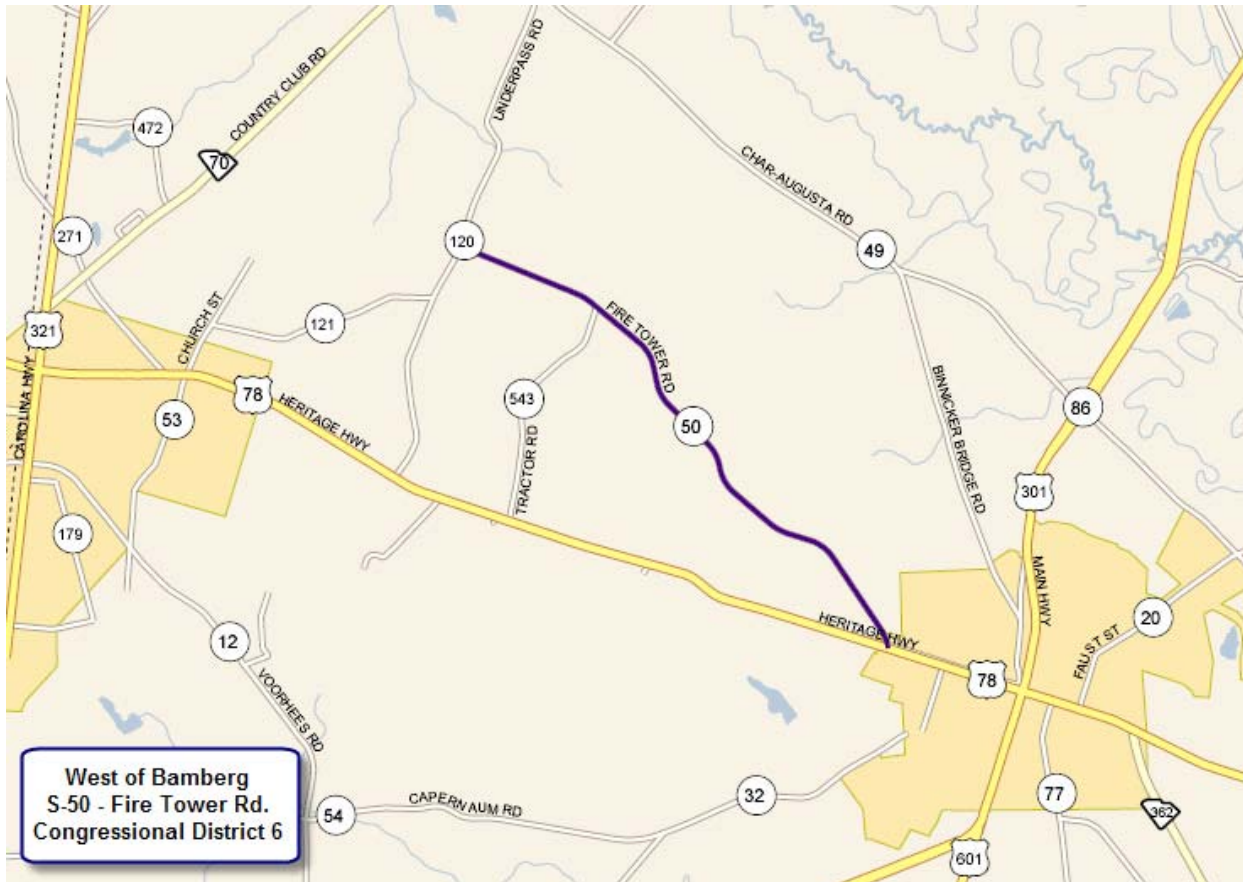 UNDERPASS RD
COUNTRY CLUB RD
472
70
CHAR-AUGUSTA RD
271
120
49
CHURCH ST
321
121
FIRE TOWER RD
CAROLINA HWY
78
HERITAGE HWY
53
543
BINNICKER BRIDGE RD
86
50
TRACTOR RD
301
179
MAIN HWY
12
HERITAGE HWY
20
FAUST ST
78
VOORHEES RD
West of Bamberg
S-50 - Fire Tower Rd.
Congressional District 6
54
CAPERNAUM RD
32
77
362
601